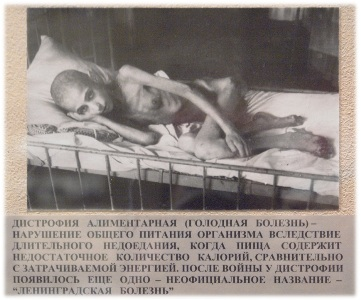 ДИСТРОФИЯ АЛИМЕНТАРНАЯ (ГОЛОДНАЯ БОЛЕЗНЬ) –
НАРУШЕНИЕ ОБЩЕГО ПИТАНИЯ ОРГАНИЗМА ВСЛЕДСТВИЕ
ДЛИТЕЛЬНОГО НЕДОЕДАНИЯ, КОГДА ПИЩА СОДЕРЖИТ
НЕДОСТАТОЧНОЕ КОЛИЧЕСТВО КАЛОРИЙ, СРАВНИТЕЛЬНО
С ЗАТРАЧИВАЕМОЙ ЭНЕРГИЕЙ. ПОСЛЕ ВОЙНЫ У ДИСТРОФИИ
ПОЯВИЛОСЬ ЕЩЕ ОДНО – НЕОФИЦИАЛЬНОЕ НАЗВАНИЕ –
“ЛЕНИНГРАДСКАЯ БОЛЕЗНЬ”